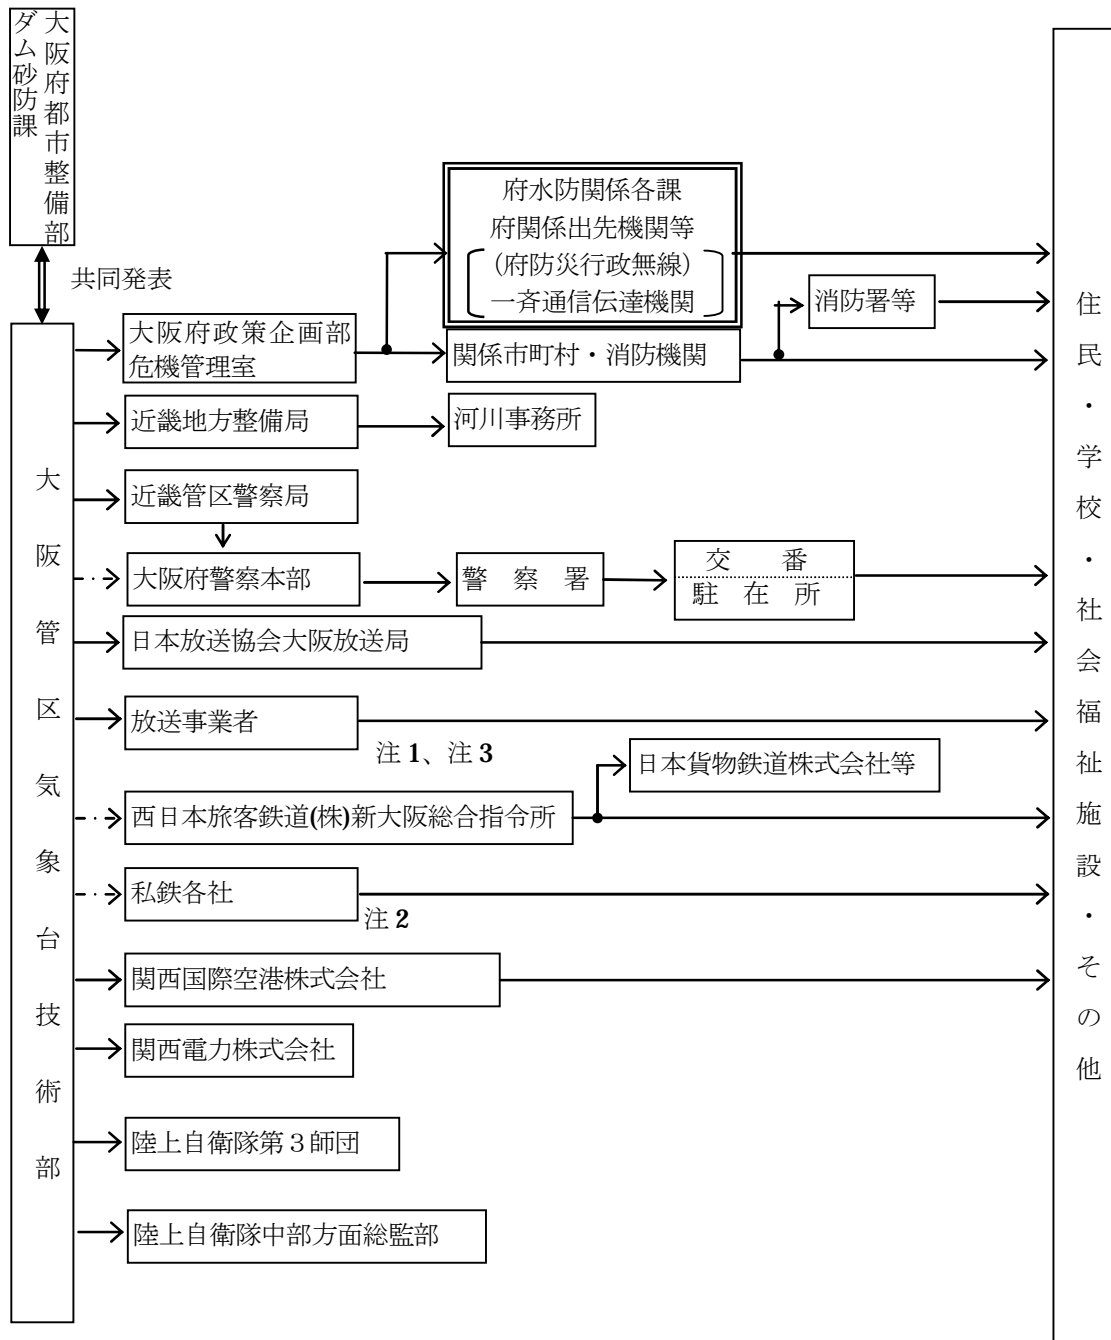 大阪府都市整備部
ダム砂防課
共同発表
大阪管区気象台技術部
大阪府政策企画部
危機管理室
府水防関係各課
府関係出先機関等
(府防災行政無線)
一斉通信伝達機関
関係市町村・消防機関
消防署等
近畿地方整備局
河川事務所
近畿管区警察局
大阪府警察本部
警察署
交番
駐在所
日本放送協会大阪放送局
放送事業者
注1、注3
日本貨物鉄道株式会社等
西日本旅客鉄道(株)新大阪総合指令所
私鉄各社
注2
関西国際空港株式会社
関西電力株式会社
陸上自衛隊第3師団
陸上自衛隊中部方面総監部
住民・学校・社会福祉施設・その他